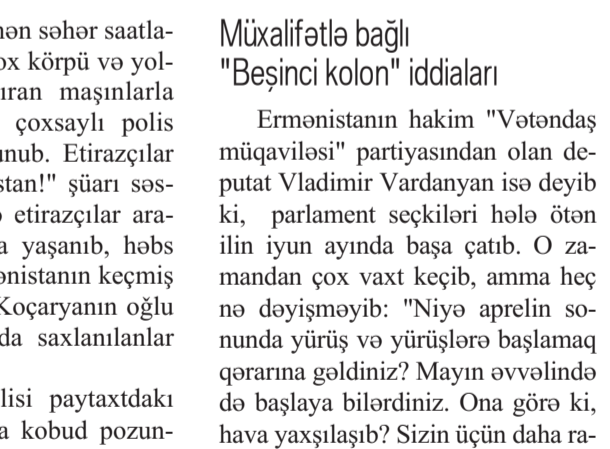 hən səhər saatla-
ox körpü və yol-
ıran maşınlarla
çoxsaylı polis
unub. Etirazçılar
stan!" şüarı səs-
etirazçılar ara-
a yaşanıb, həbs
ənistanın keçmiş
Koçaryanın oğlu
da saxlanılanlar
lisi paytaxtdakı
a kobud pozun-
Müxalifətlə bağlı
"Beşinci kolon" iddiaları
Ermənistanın hakim "Vətəndaş
müqaviləsi" partiyasından olan de-
putat Vladimir Vardanyan isə deyib
ki, parlament seçkiləri hələ ötən
ilin iyun ayında başa çatıb. O za-
mandan çox vaxt keçib, amma heç
nə dəyişməyib: "Niyə aprelin so-
nunda yürüş və yürüşlərə başlamaq
qərarına gəldiniz? Mayın əvvəlində
də başlaya bilərdiniz. Ona görə ki,
hava yaxşılaşıb? Sizin üçün daha ra-